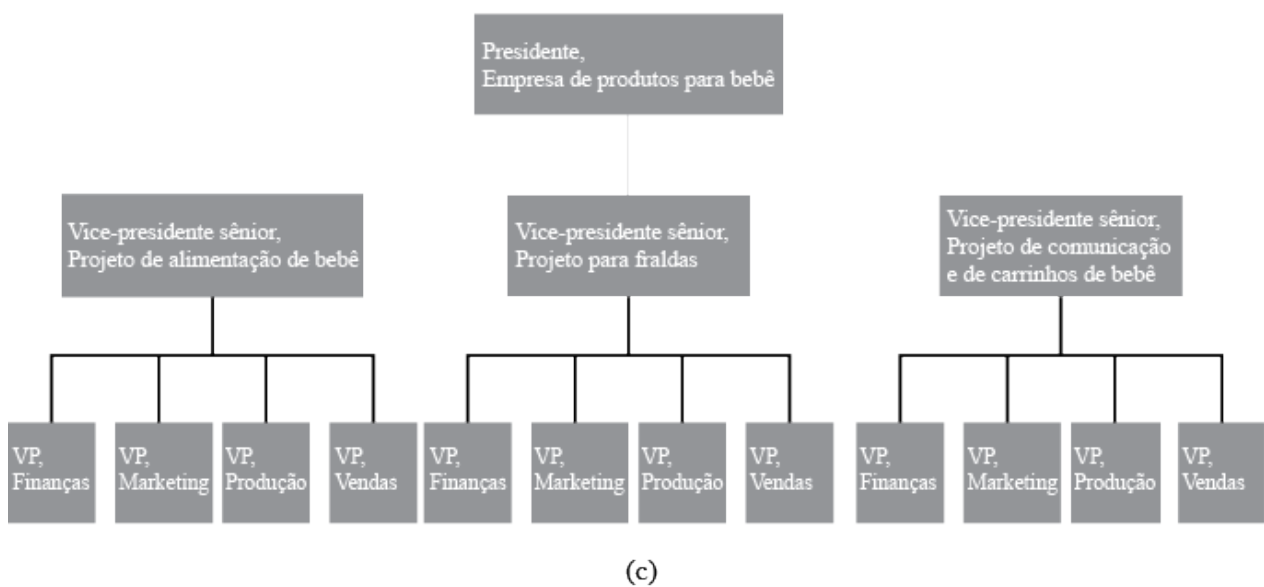 Presidente,
Empresa de produtos para bebê
Vice-presidente sênior,
Projeto de alimentação de bebê
Vice-presidente sênior,
Projeto para fraldas
Vice-presidente sênior,
Projeto de comunicação
e de carrinhos de bebê
VP,
Finanças
VP,
Marketing
VP,
Produção
VP,
Vendas
VP,
Finanças
VP,
Marketing
VP,
Produção
VP,
Vendas
VP,
Finanças
VP,
Marketing
VP,
Produção
VP,
Vendas
(c)